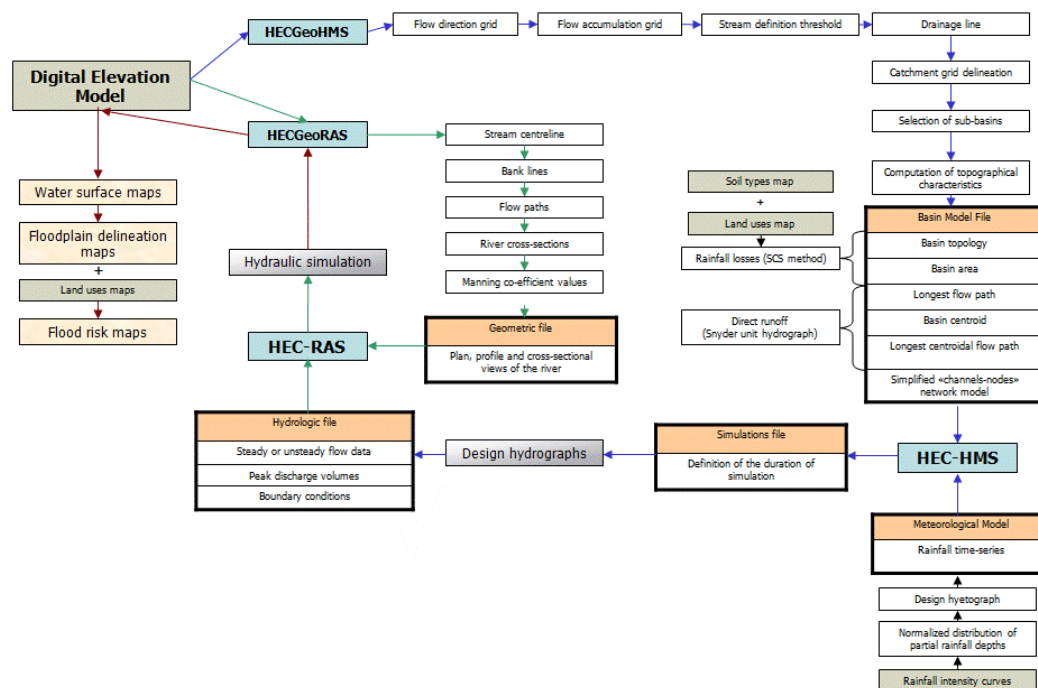 HECGeoHMS
Flow direction grid
Flow accumulation grid
Stream definition threshold
Drainage line
Digital Elevation
Model
Catchment grid delineation
HECGeoRAS
Stream centreline
Selection of sub-basins
Bank lines
Computation of topographical
characteristics
Water surface maps
Soil types map
+
Flow paths
Land uses map
Basin Model File
Floodplain delineation
maps
River cross-sections
Basin topology
Hydraulic simulation
Rainfall losses (SCS method)
Basin area
+
Manning co-efficient values
Land uses maps
Longest flow path
Flood risk maps
Geometric file
Direct runoff
(Snyder unit hydrograph)
Basin centroid
HEC-RAS
Plan, profile and cross-sectional
views of the river
Longest centroidal flow path
Simplified «channels-nodes»
network model
Hydrologic file
Simulations file
Steady or unsteady flow data
Design hydrographs
Definition of the duration of
simulation
HEC-HMS
Peak discharge volumes
Boundary conditions
Meteorological Model
Rainfall time-series
Design hyetograph
Normalized distribution of
partial rainfall depths
Rainfall intensity curves